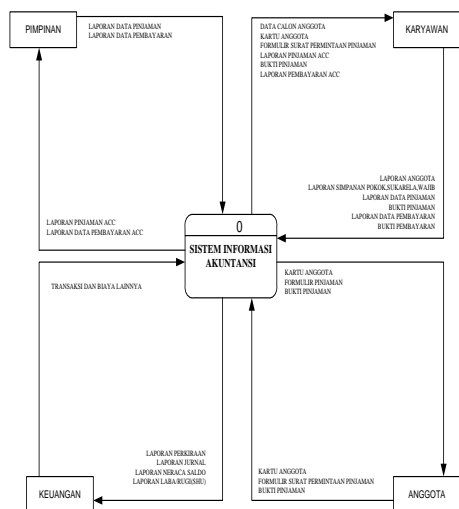 PIMPINAN
LAPORAN DATA PINJAMAN
LAPORAN DATA PEMBAYARAN
DATA CALON ANGGOTA
KARTU ANGGOTA
FORMULIR SURAT PERMINTAAN PINJAMAN
LAPORAN PINJAMAN ACC
BUKTI PINJAMAN
LAPORAN PEMBAYARAN ACC
KARYAWAN
LAPORAN ANGGOTA
LAPORAN SIMPANAN POKOK,SUKARELA,WAJIB
LAPORAN DATA PINJAMAN
BUKTI PINJAMAN
LAPORAN DATA PEMBAYARAN
BUKTI PEMBAYARAN
LAPORAN PINJAMAN ACC
LAPORAN DATA PEMBAYARAN ACC
0
SISTEM INFORMASI
AKUNTANSI
TRANSAKSI DAN BIAYA LAINNYA
KARTU ANGGOTA
FORMULIR PINJAMAN
BUKTI PINJAMAN
LAPORAN PERKIRAAN
LAPORAN JURNAL
LAPORAN NERACA SALDO
LAPORAN LABA/RUGI(SHU)
KEUANGAN
KARTU ANGGOTA
FORMULIR SURAT PERMINTAAN PINJAMAN
BUKTI PINJAMAN
ANGGOTA